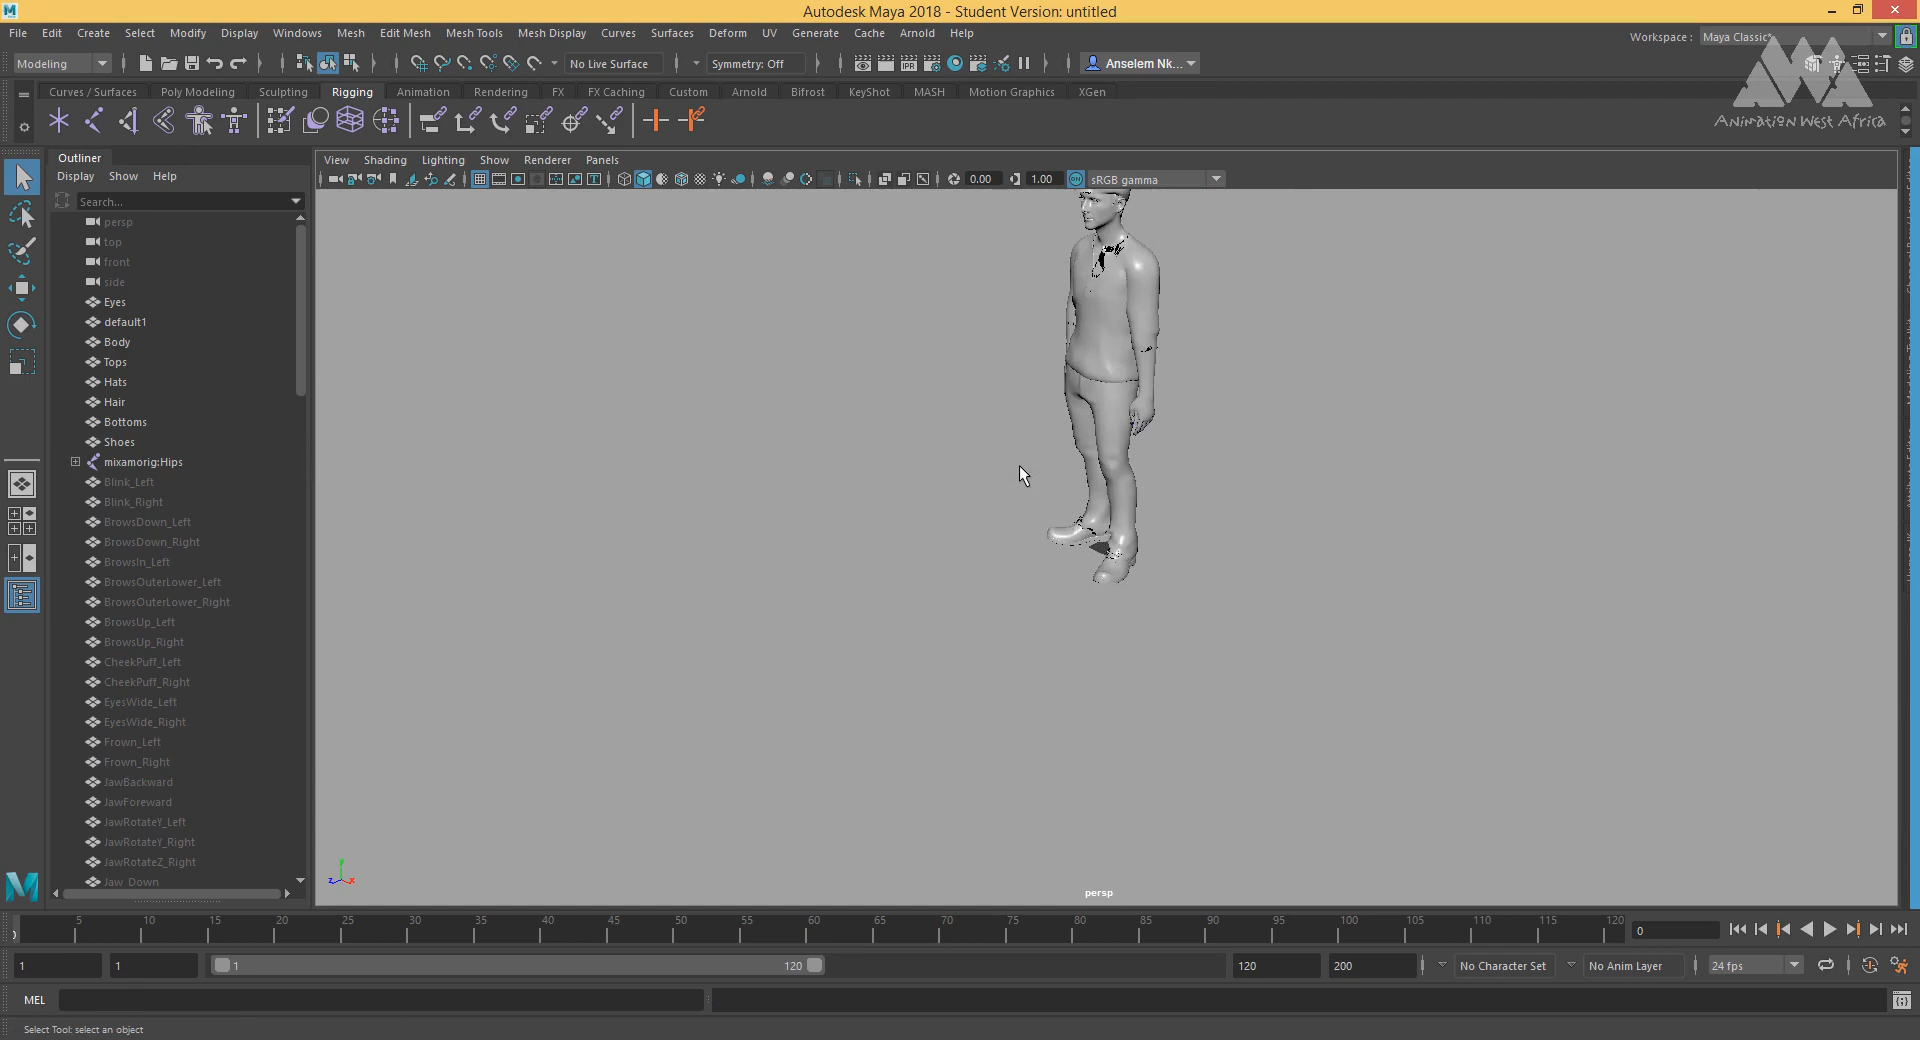 Autodesk Maya 2018 - Student Version: untitled
File Edit Create Select Modify Display Windows Mesh Edit Mesh Mesh Tools Mesh Display Curves Surfaces Deform UV Generate Cache Arnold Help
Workspace : Maya Classic*
Modeling No Live Surface Symmetry: Off IPR Anselem Nk...
Curves / Surfaces Poly Modeling Sculpting Rigging Animation Rendering FX FX Caching Custom Arnold Bifrost KeyShot MASH Motion Graphics XGen
Animation West Africa
Outliner
Display Show Help
Search...
View Shading Lighting Show Renderer Panels
0.00 1.00 ON sRGB gamma
persp
top
front
side
Eyes
default1
Body
Tops
Hats
Hair
Bottoms
Shoes
mixamorig:Hips
Blink_Left
Blink_Right
BrowsDown_Left
BrowsDown_Right
BrowsIn_Left
BrowsOuterLower_Left
BrowsOuterLower_Right
BrowsUp_Left
BrowsUp_Right
CheekPuff_Left
CheekPuff_Right
EyesWide_Left
EyesWide_Right
Frown_Left
Frown_Right
JawBackward
JawForeward
JawRotateY_Left
JawRotateY_Right
JawRotateZ_Right
Jaw_Down
y
z x
persp
5 10 15 20 25 30 35 40 45 50 55 60 65 70 75 80 85 90 95 100 105 110 115 120
0
1 1 1 120 120 200 No Character Set No Anim Layer 24 fps
MEL
Select Tool: select an object